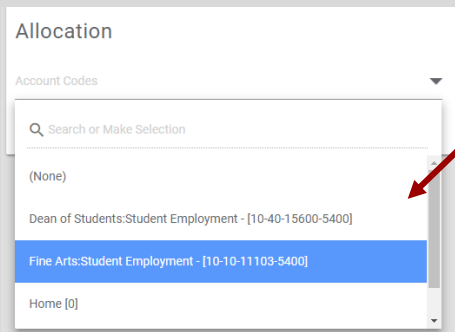 Allocation
Account Codes
Search or Make Selection
(None)
Dean of Students:Student Employment - [10-40-15600-5400]
Fine Arts:Student Employment - [10-10-11103-5400]
Home [0]